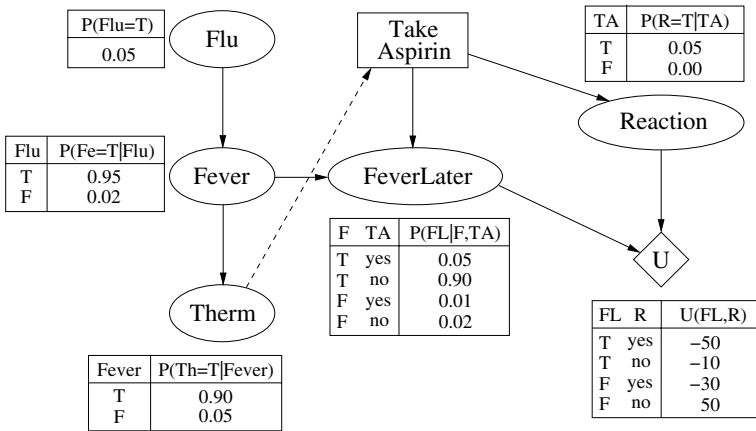 P(Flu=T)
0.05
Flu
Take
Aspirin
TA P(R=T|TA)
T 0.05
F 0.00
Flu P(Fe=T|Flu)
T 0.95
F 0.02
Fever
FeverLater
Reaction
F TA P(FL|F,TA)
T yes 0.05
T no 0.90
F yes 0.01
F no 0.02
U
Therm
FL R U(FL,R)
T yes −50
T no −10
F yes −30
F no 50
Fever P(Th=T|Fever)
T 0.90
F 0.05